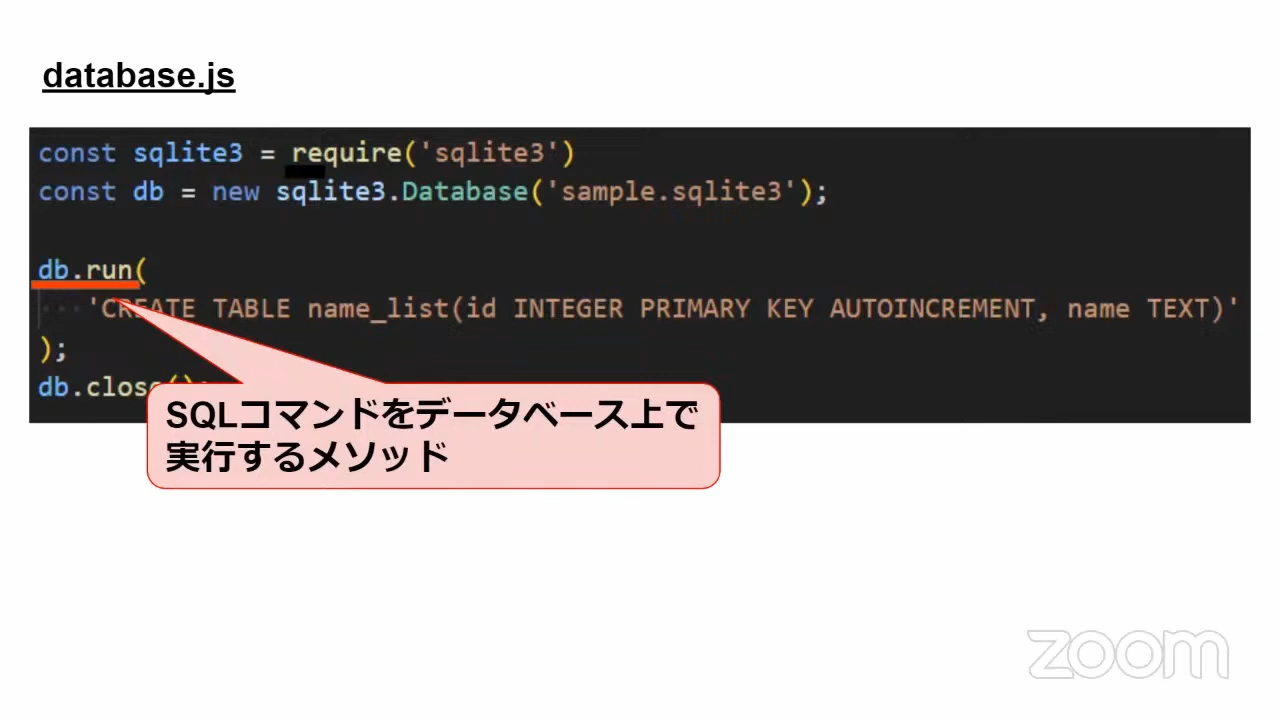 database.js
const sqlite3 = require('sqlite3')
const db = new sqlite3.Database('sample.sqlite3');
db.run(
'CREATE TABLE name_list(id INTEGER PRIMARY KEY AUTOINCREMENT, name TEXT)'
);
db.close();
SQLコマンドをデータベース上で
実行するメソッド
zoom